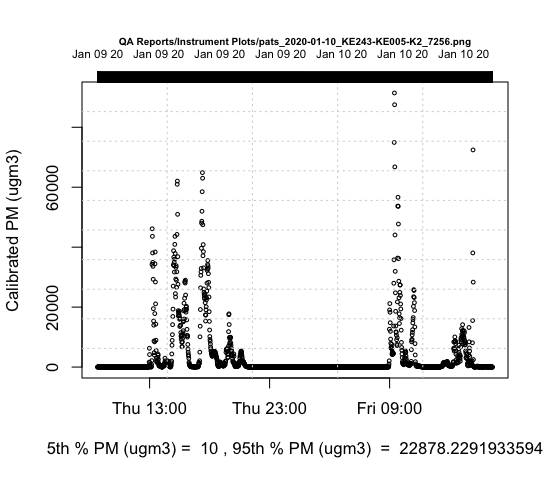 QA Reports/Instrument Plots/pats_2020-01-10_KE243-KE005-K2_7256.png
Jan 09 20 Jan 09 20 Jan 09 20 Jan 09 20 Jan 10 20 Jan 10 20 Jan 10 20
Calibrated PM (ugm3)
60000
20000
0
Thu 13:00 Thu 23:00 Fri 09:00
5th % PM (ugm3) = 10 , 95th % PM (ugm3) = 22878.2291933594